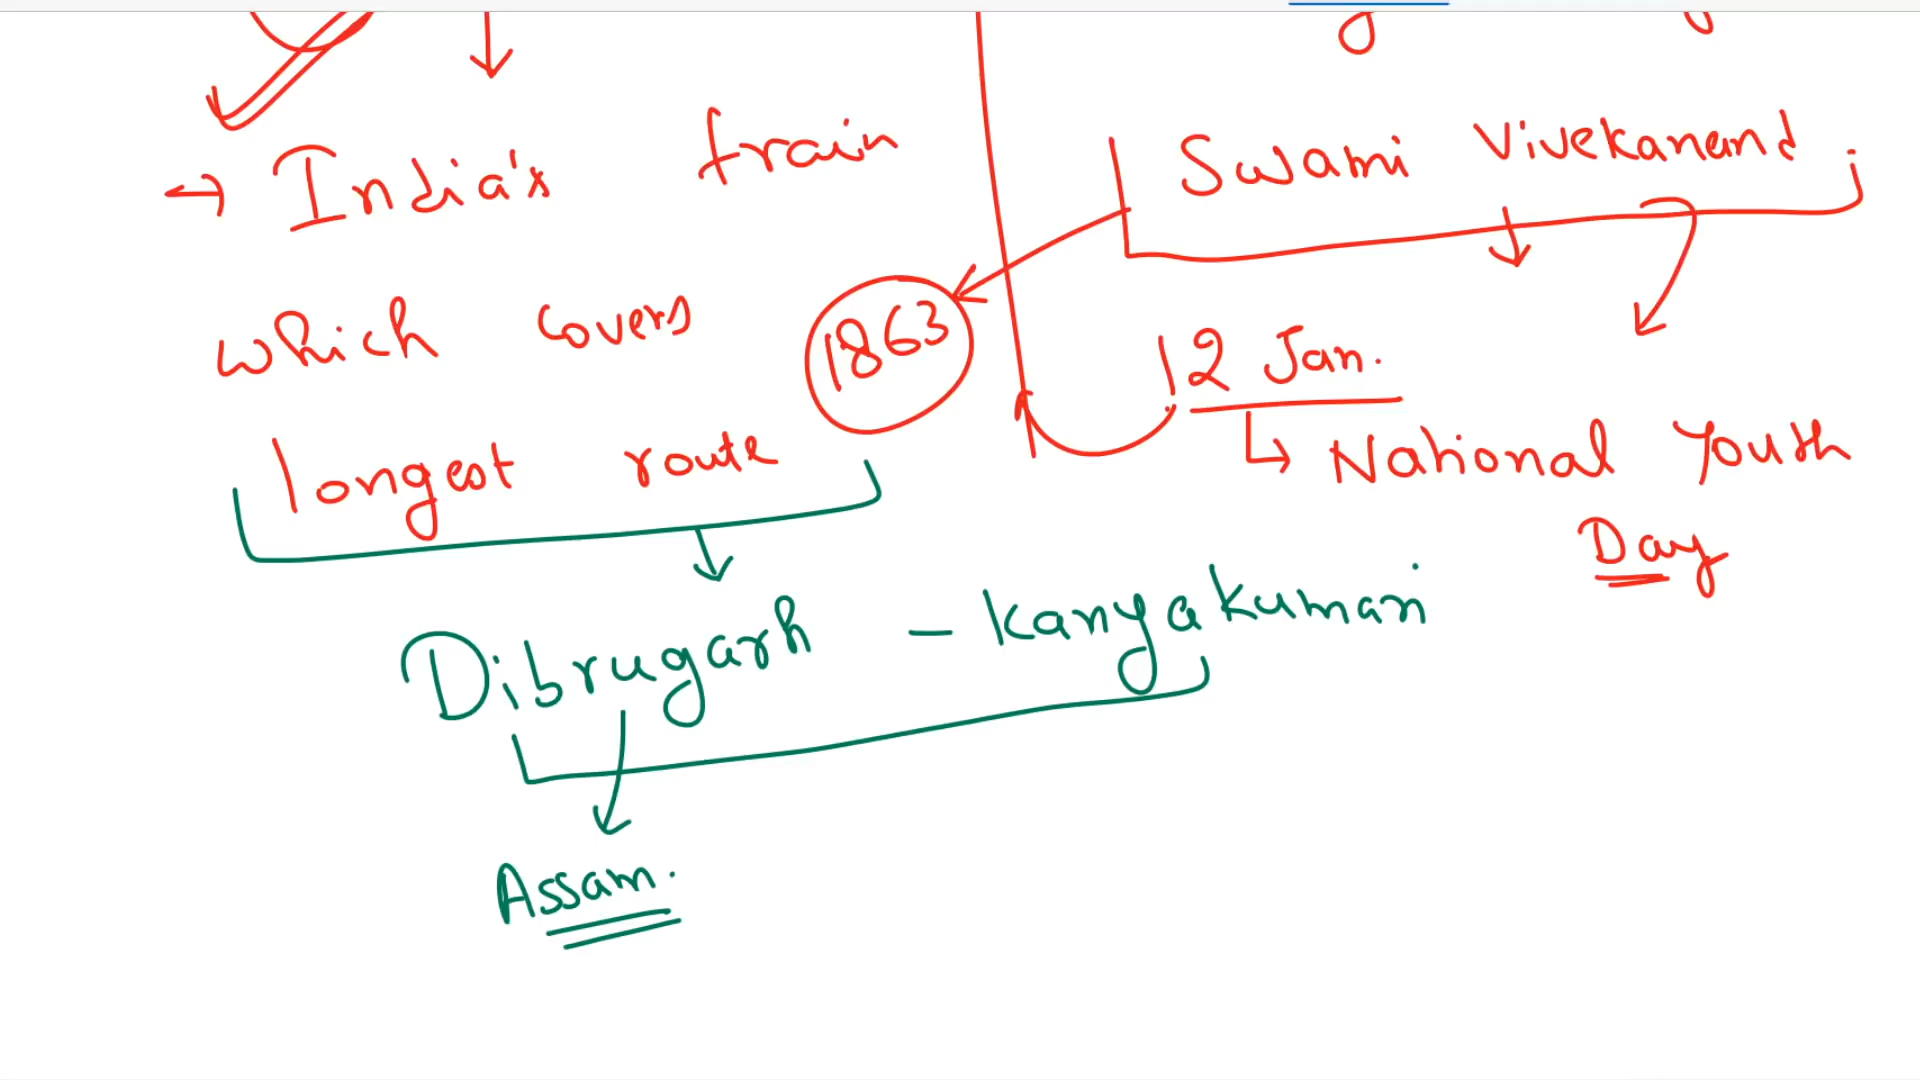 → India's train
which covers
longest route
Dibrugarh - Kanyakumari
Assam.
Swami Vivekanand
1863
12 Jan.
↳ National Youth
Day